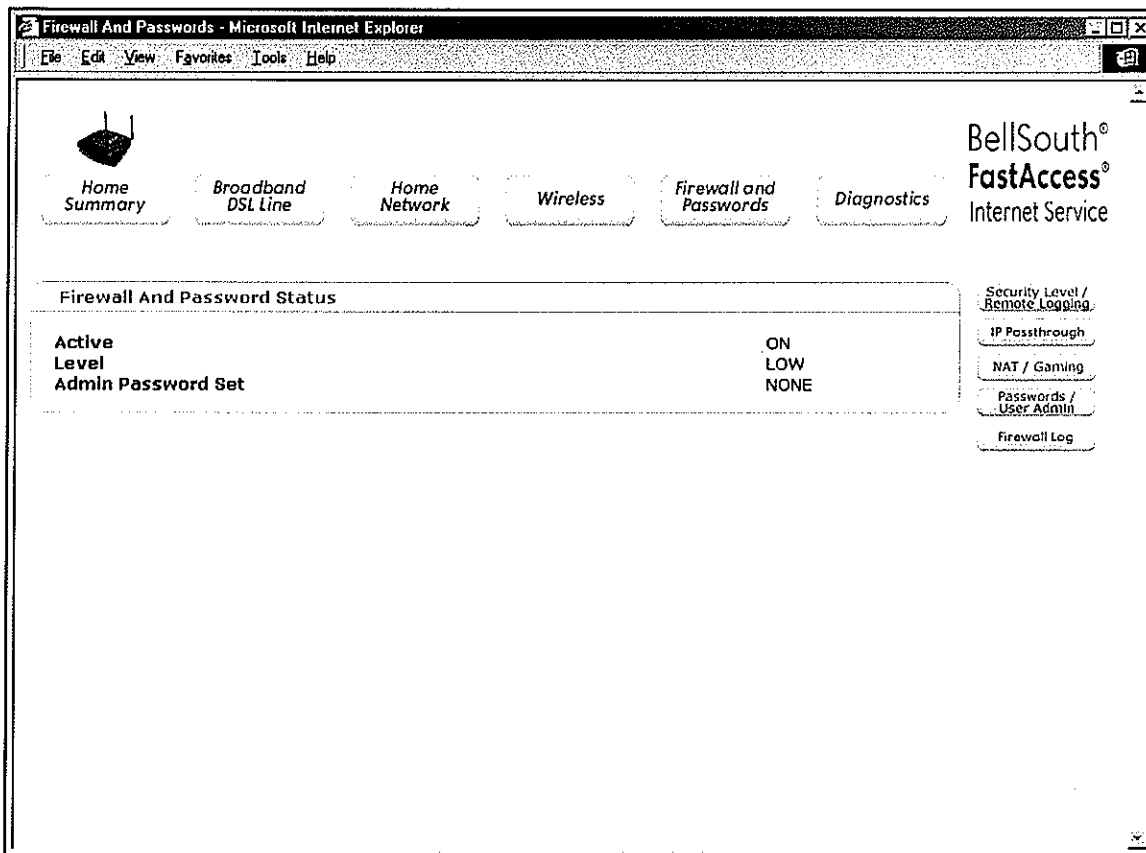 Firewall And Passwords - Microsoft Internet Explorer
File Edit View Favorites Tools Help
BellSouth®
FastAccess®
Internet Service
Home Summary
Broadband DSL Line
Home Network
Wireless
Firewall and Passwords
Diagnostics
Firewall And Password Status
Active ON
Level LOW
Admin Password Set NONE
Security Level / Remote Logging
IP Passthrough
NAT / Gaming
Passwords / User Admin
Firewall Log